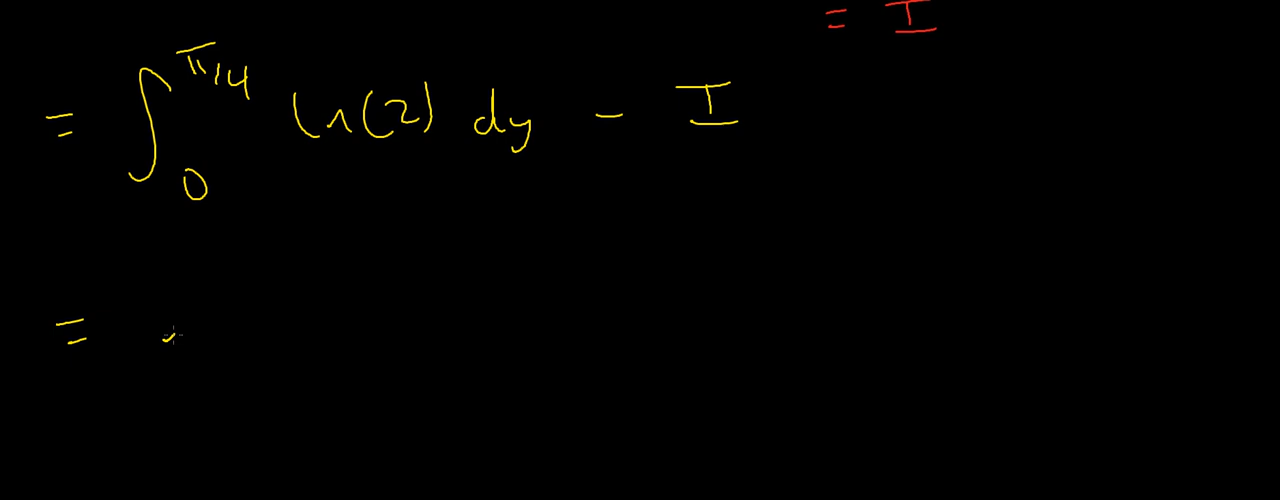 = I
= ∫₀^{π/4} ln(2) dy - I
=